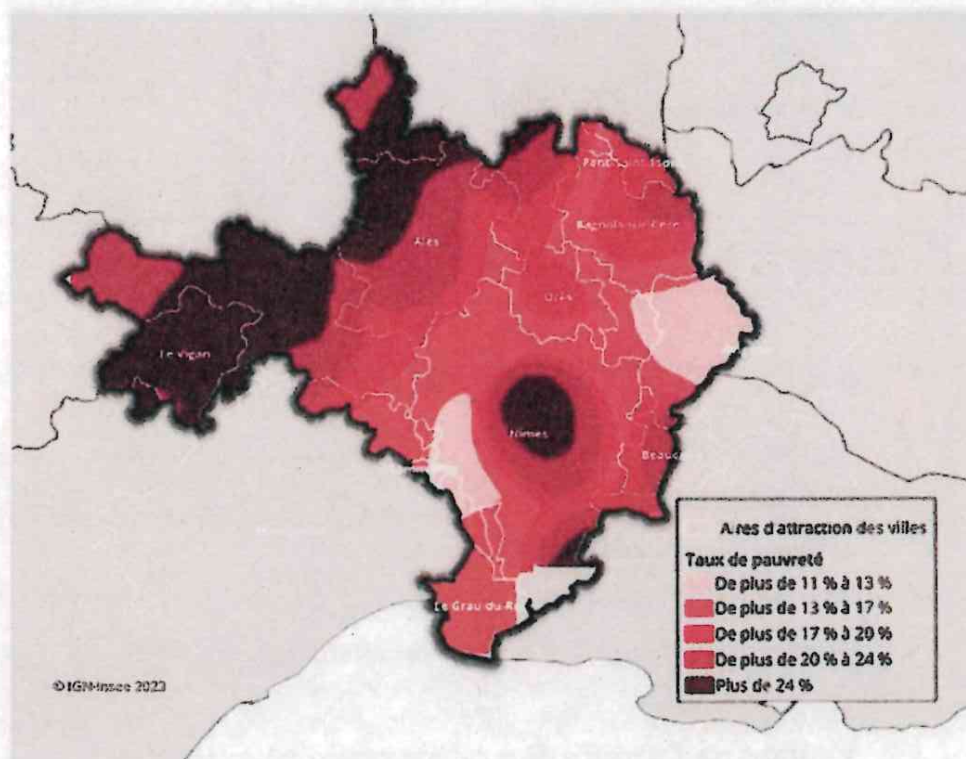 Alès
Uzès
Le Vigan
Nîmes
Aires d'attraction des villes
Taux de pauvreté
De plus de 11 % à 13 %
De plus de 13 % à 17 %
De plus de 17 % à 20 %
De plus de 20 % à 24 %
Plus de 24 %
© IGN-Insee 2023
Le Grau-du-R